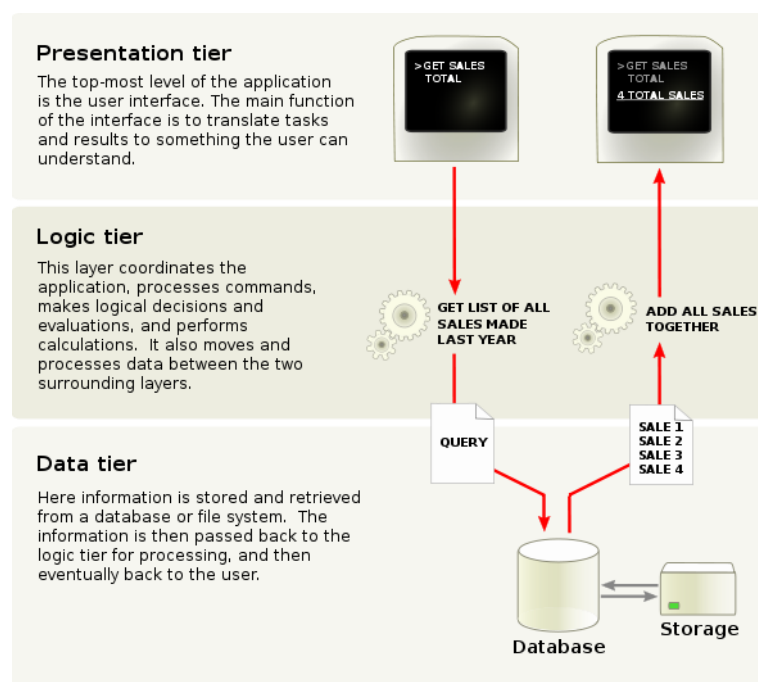 Presentation tier
The top-most level of the application
is the user interface. The main function
of the interface is to translate tasks
and results to something the user can
understand.
>GET SALES
TOTAL
>GET SALES
TOTAL
4 TOTAL SALES
Logic tier
This layer coordinates the
application, processes commands,
makes logical decisions and
evaluations, and performs
calculations. It also moves and
processes data between the two
surrounding layers.
GET LIST OF ALL
SALES MADE
LAST YEAR
ADD ALL SALES
TOGETHER
QUERY
SALE 1
SALE 2
SALE 3
SALE 4
Data tier
Here information is stored and retrieved
from a database or file system. The
information is then passed back to the
logic tier for processing, and then
eventually back to the user.
Database
Storage